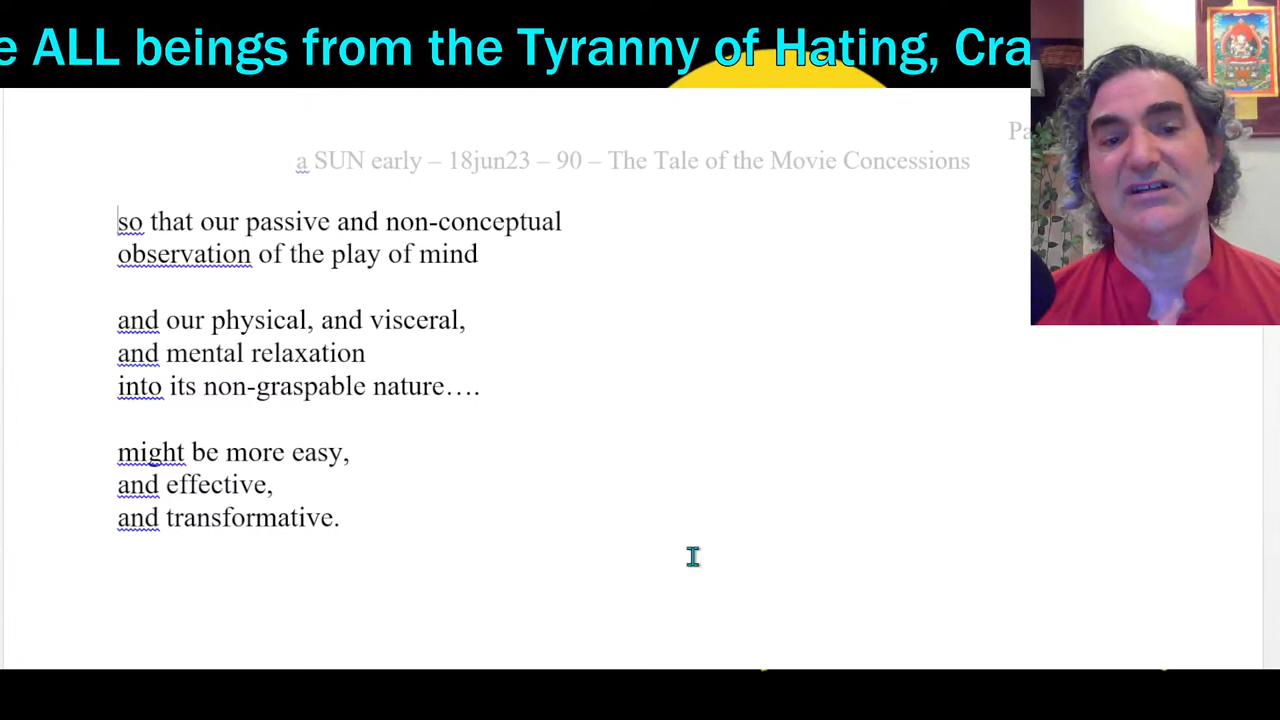 e ALL beings from the Tyranny of Hating, Cra
a SUN early – 18jun23 – 90 – The Tale of the Movie Concessions
so that our passive and non-conceptual
observation of the play of mind
and our physical, and visceral,
and mental relaxation
into its non-graspable nature….
might be more easy,
and effective,
and transformative.